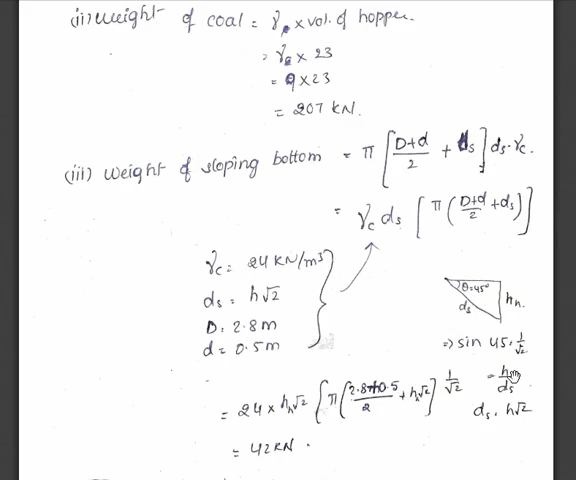 (ii) weight of coal = γₑ x vol. of hopper.
= γₑ x 23
= 9 x 23
= 207 kN.
(iii) weight of sloping bottom = π [ D+d/2 + ds ] ds. γc.
= γc ds [ π ( D+d/2 + ds ) ]
γc = 24 kN/m³
ds = h√2
D = 2.8 m
d = 0.5 m
θ=45°
ds
hn.
=> sin 45 = 1/√2
= h/ds
ds = h√2
= 24 x hn√2 [ π ( 2.8+0.5/2 + hn√2 ) ] 1/√2
= 42 kN.